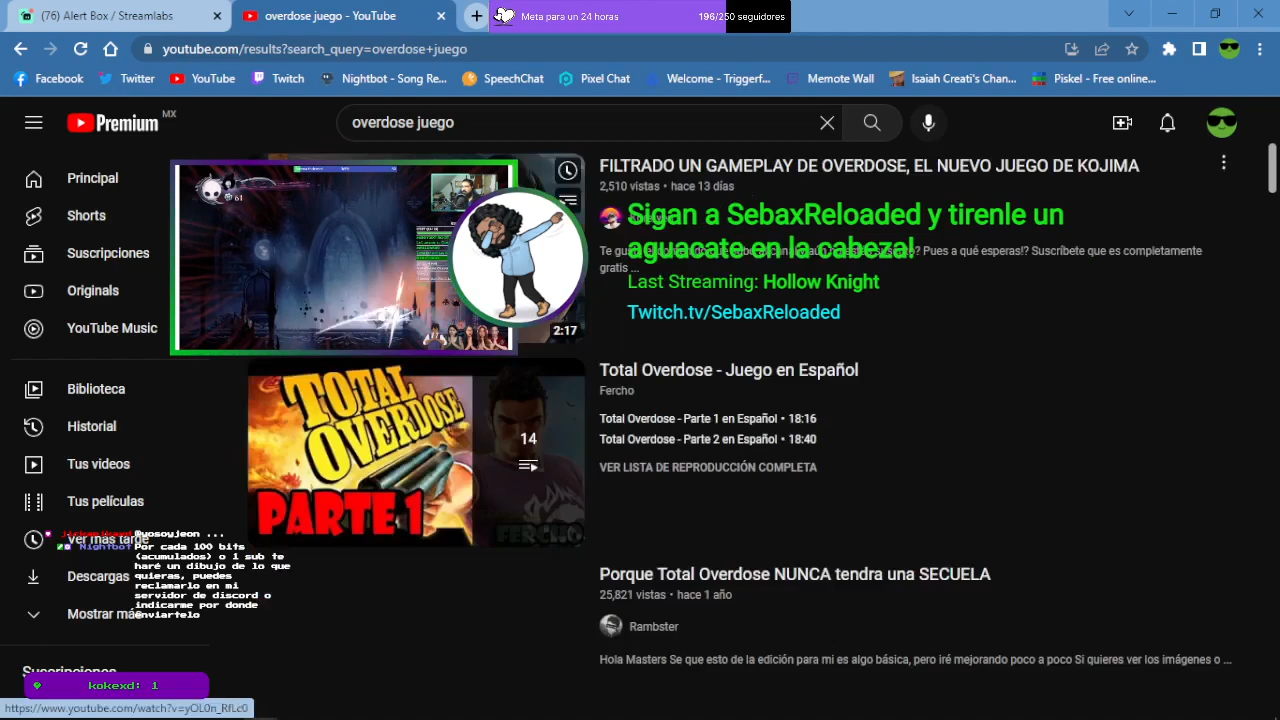 (76) Alert Box / Streamlabs
overdose juego - YouTube
Meta para un 24 horas
196/250 seguidores
youtube.com/results?search_query=overdose+juego
Facebook
Twitter
YouTube
Twitch
Nightbot - Song Re...
SpeechChat
Pixel Chat
Welcome - Triggerf...
Memote Wall
Isaiah Creati's Chan...
Piskel - Free online...
Premium MX
overdose juego
Principal
Shorts
Suscripciones
Originals
YouTube Music
Biblioteca
Historial
Tus videos
Tus películas
Ver más tarde
Descargas
Mostrar más
Suscripciones
61
2:17
FILTRADO UN GAMEPLAY DE OVERDOSE, EL NUEVO JUEGO DE KOJIMA
2,510 vistas • hace 13 días
Sigan a SebaxReloaded y tirenle un
aguacate en la cabeza!
Te gu
? Pues a qué esperas!? Suscríbete que es completamente
gratis ...
Last Streaming: Hollow Knight
Twitch.tv/SebaxReloaded
TOTAL
OVERDOSE
PARTE 1
14
FERCHO
Total Overdose - Juego en Español
Fercho
Total Overdose - Parte 1 en Español • 18:16
Total Overdose - Parte 2 en Español • 18:40
VER LISTA DE REPRODUCCIÓN COMPLETA
Porque Total Overdose NUNCA tendra una SECUELA
25,821 vistas • hace 1 año
Rambster
Hola Masters Se que esto de la edición para mi es algo básica, pero iré mejorando poco a poco Si quieres ver los imágenes o ...
@yosoyjeon ...
Nightbot
Por cada 100 bits
(acumulados) o 1 sub te
haré un dibujo de lo que
quieras, puedes
reclamarlo en mi
servidor de discord o
indicarme por donde
enviartelo
kokexd: 1
https://www.youtube.com/watch?v=yOL0n_RfLc0